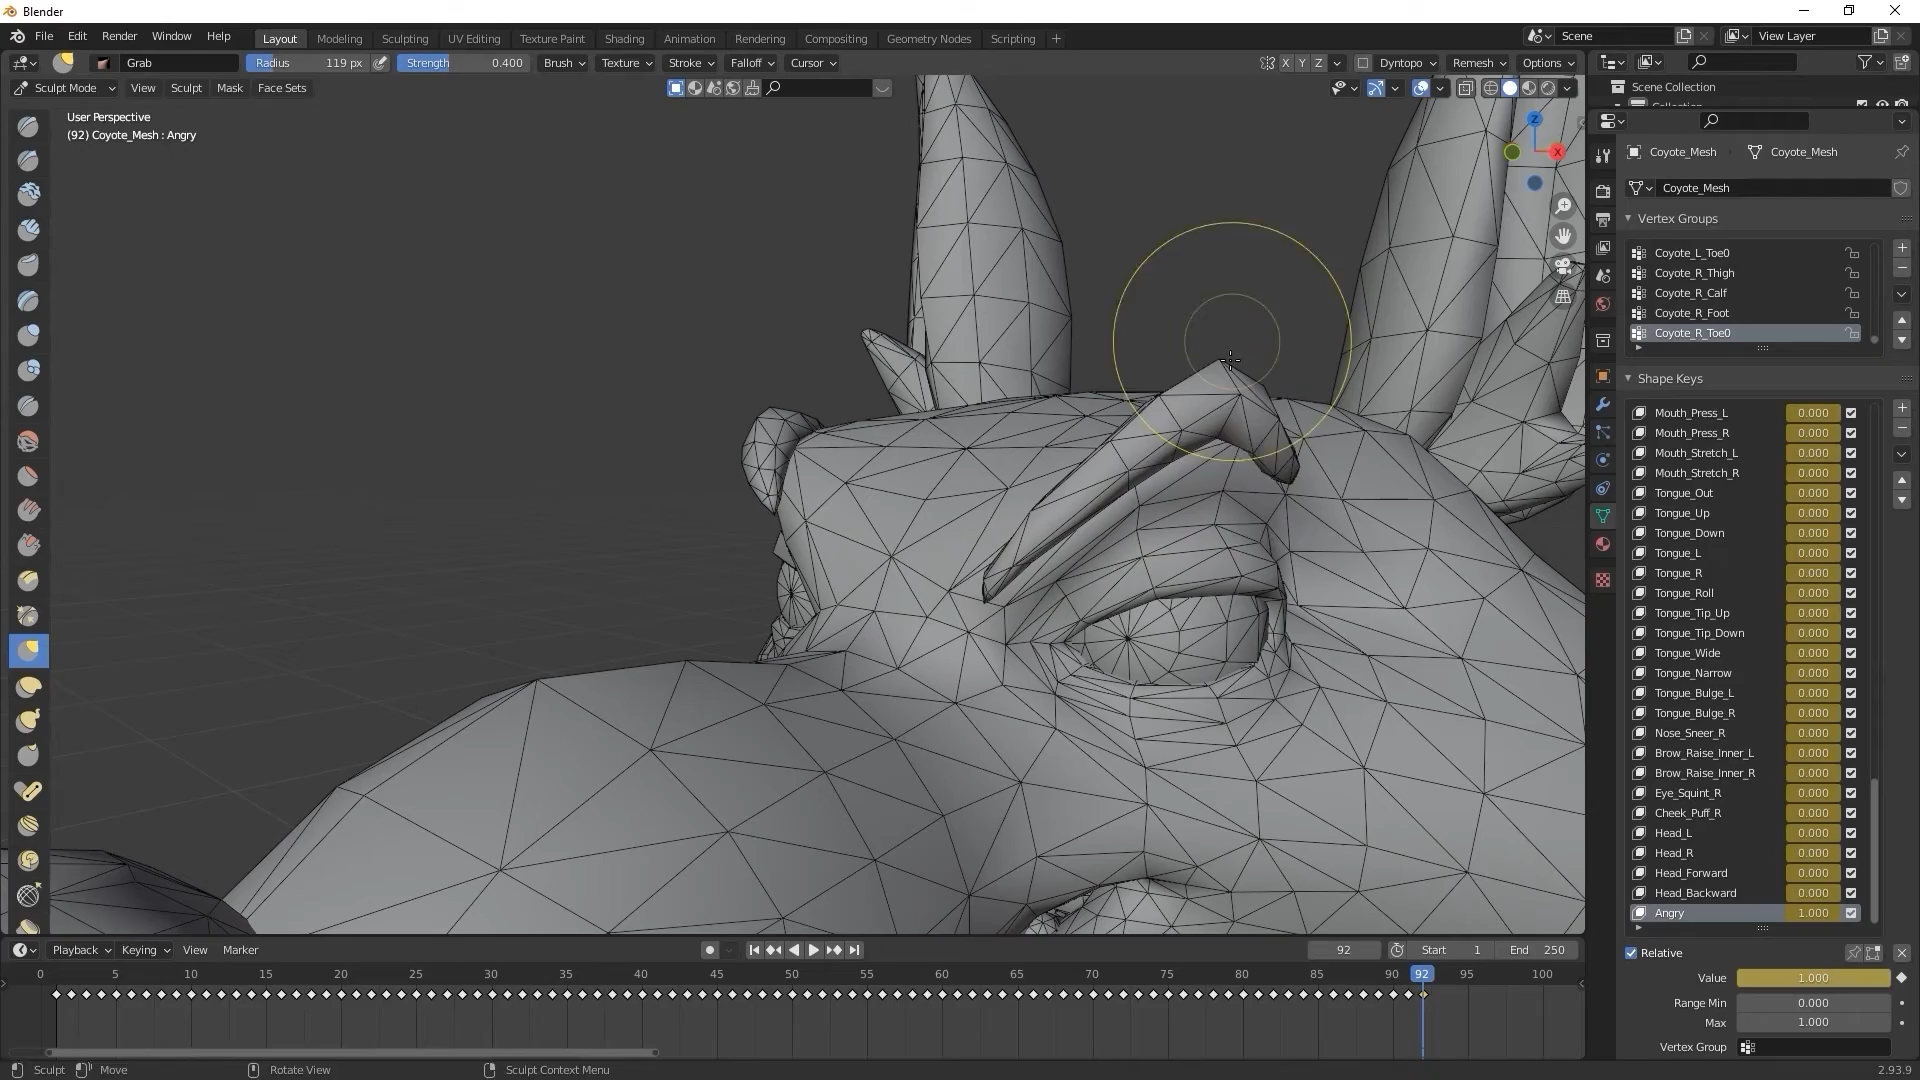 Blender
File Edit Render Window Help
Layout Modeling Sculpting UV Editing Texture Paint Shading Animation Rendering Compositing Geometry Nodes Scripting +
Scene
View Layer
Grab Radius 119 px Strength 0.400 Brush Texture Stroke Falloff Cursor
X Y Z Dyntopo Remesh Options
Sculpt Mode View Sculpt Mask Face Sets
Scene Collection
User Perspective
(92) Coyote_Mesh : Angry
Z
X
Coyote_Mesh Coyote_Mesh
Coyote_Mesh
Vertex Groups
Coyote_L_Toe0
Coyote_R_Thigh
Coyote_R_Calf
Coyote_R_Foot
Coyote_R_Toe0
Shape Keys
Mouth_Press_L 0.000
Mouth_Press_R 0.000
Mouth_Stretch_L 0.000
Mouth_Stretch_R 0.000
Tongue_Out 0.000
Tongue_Up 0.000
Tongue_Down 0.000
Tongue_L 0.000
Tongue_R 0.000
Tongue_Roll 0.000
Tongue_Tip_Up 0.000
Tongue_Tip_Down 0.000
Tongue_Wide 0.000
Tongue_Narrow 0.000
Tongue_Bulge_L 0.000
Tongue_Bulge_R 0.000
Nose_Sneer_R 0.000
Brow_Raise_Inner_L 0.000
Brow_Raise_Inner_R 0.000
Eye_Squint_R 0.000
Cheek_Puff_R 0.000
Head_L 0.000
Head_R 0.000
Head_Forward 0.000
Head_Backward 0.000
Angry 1.000
Relative
Value 1.000
Range Min 0.000
Max 1.000
Vertex Group
Playback Keying View Marker
92 Start 1 End 250
0 5 10 15 20 25 30 35 40 45 50 55 60 65 70 75 80 85 90 92 95 100
Sculpt Move Rotate View Sculpt Context Menu
2.93.9